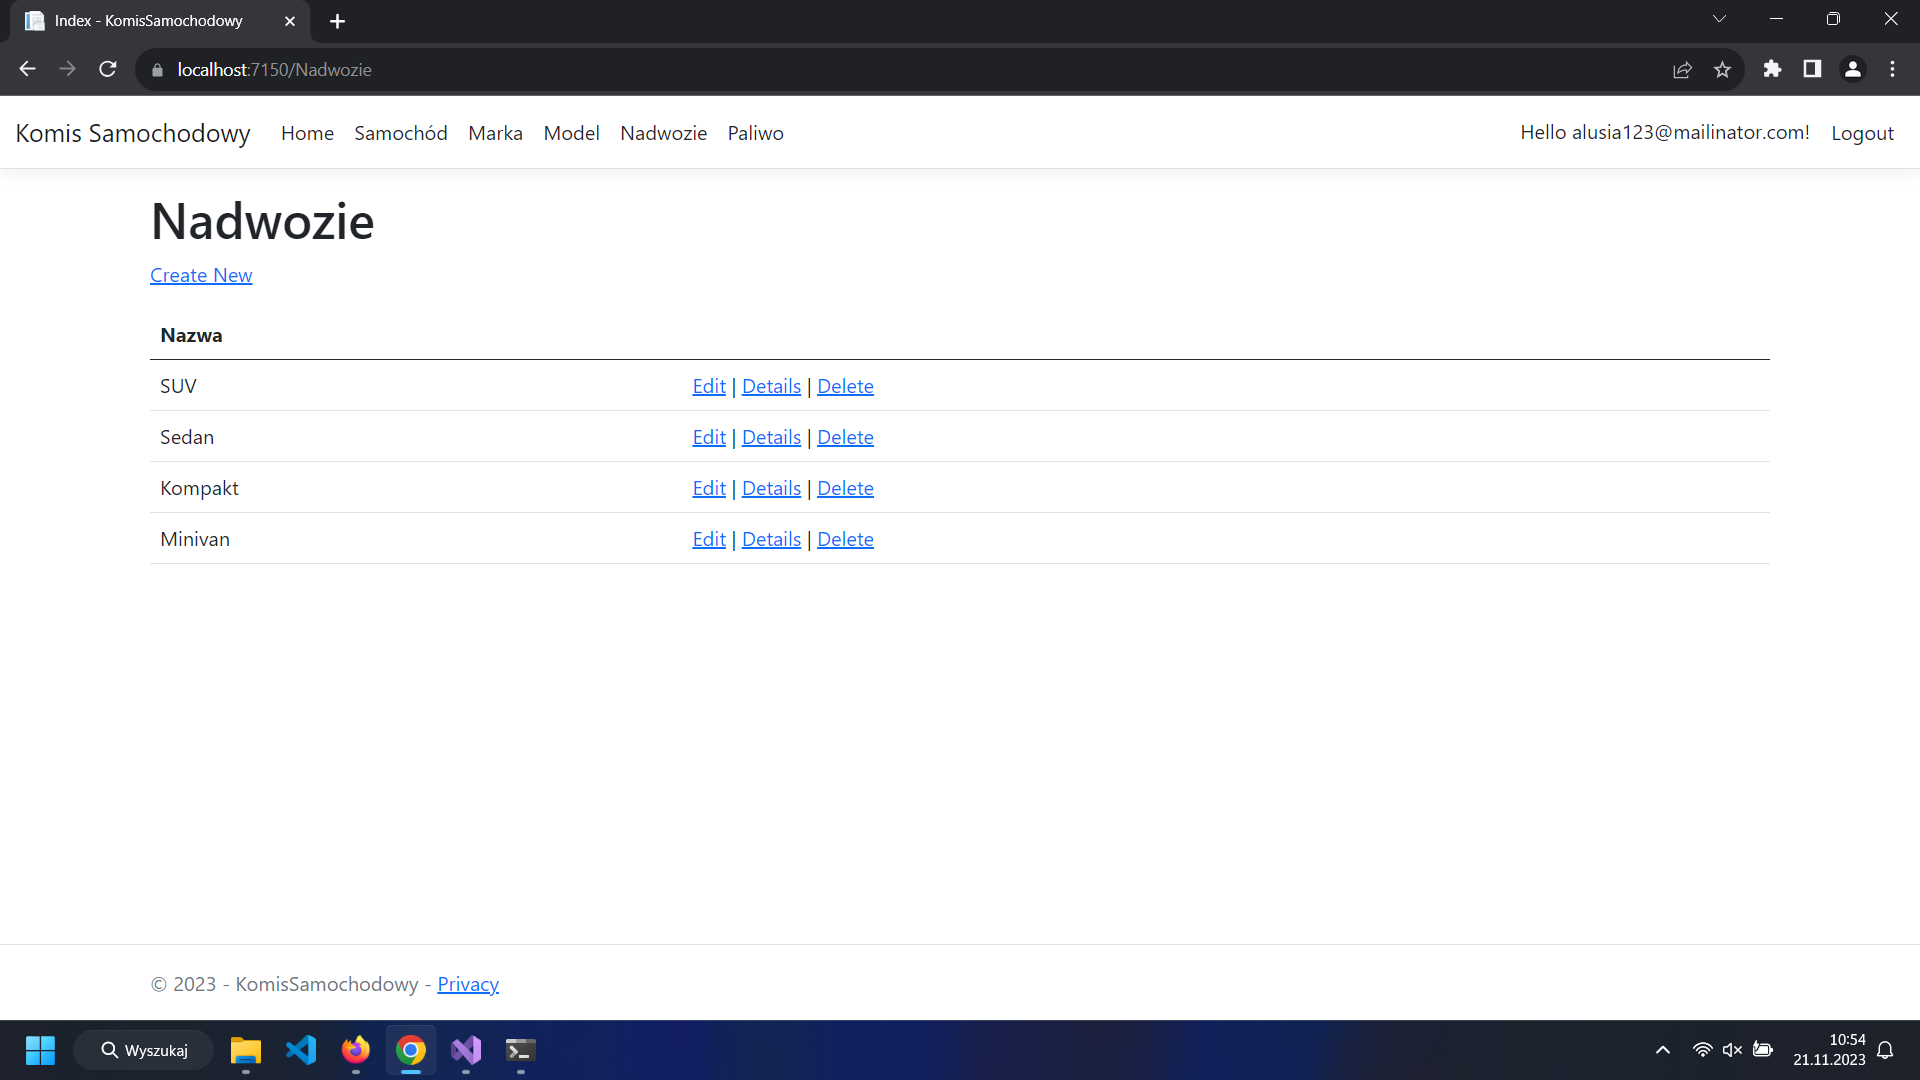 Index - KomisSamochodowy
localhost:7150/Nadwozie
Komis Samochodowy Home Samochód Marka Model Nadwozie Paliwo Hello alusia123@mailinator.com! Logout
Nadwozie
Create New
Nazwa
SUV Edit | Details | Delete
Sedan Edit | Details | Delete
Kompakt Edit | Details | Delete
Minivan Edit | Details | Delete
© 2023 - KomisSamochodowy - Privacy
Wyszukaj
10:54
21.11.2023